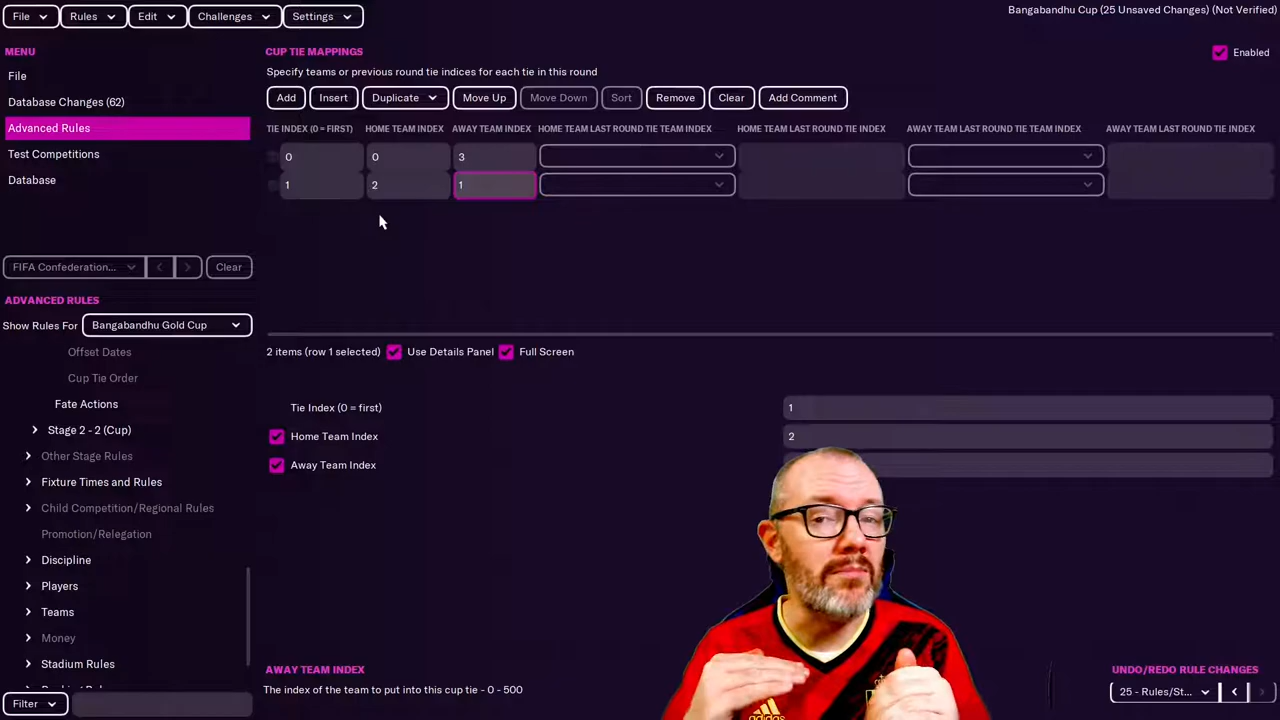 File Rules Edit Challenges Settings
Bangabandhu Cup (25 Unsaved Changes) (Not Verified)
MENU
File
Database Changes (62)
Advanced Rules
Test Competitions
Database
FIFA Confederation... Clear
ADVANCED RULES
Show Rules For Bangabandhu Gold Cup
Offset Dates
Cup Tie Order
Fate Actions
Stage 2 - 2 (Cup)
Other Stage Rules
Fixture Times and Rules
Child Competition/Regional Rules
Promotion/Relegation
Discipline
Players
Teams
Money
Stadium Rules
Filter
CUP TIE MAPPINGS
Enabled
Specify teams or previous round tie indices for each tie in this round
Add Insert Duplicate Move Up Move Down Sort Remove Clear Add Comment
TIE INDEX (0 = FIRST) HOME TEAM INDEX AWAY TEAM INDEX HOME TEAM LAST ROUND TIE TEAM INDEX HOME TEAM LAST ROUND TIE INDEX AWAY TEAM LAST ROUND TIE TEAM INDEX AWAY TEAM LAST ROUND TIE INDEX
0 0 3
1 2 1
2 items (row 1 selected) Use Details Panel Full Screen
Tie Index (0 = first) 1
Home Team Index 2
Away Team Index
adidas
AWAY TEAM INDEX
The index of the team to put into this cup tie - 0 - 500
UNDO/REDO RULE CHANGES
25 - Rules/St...